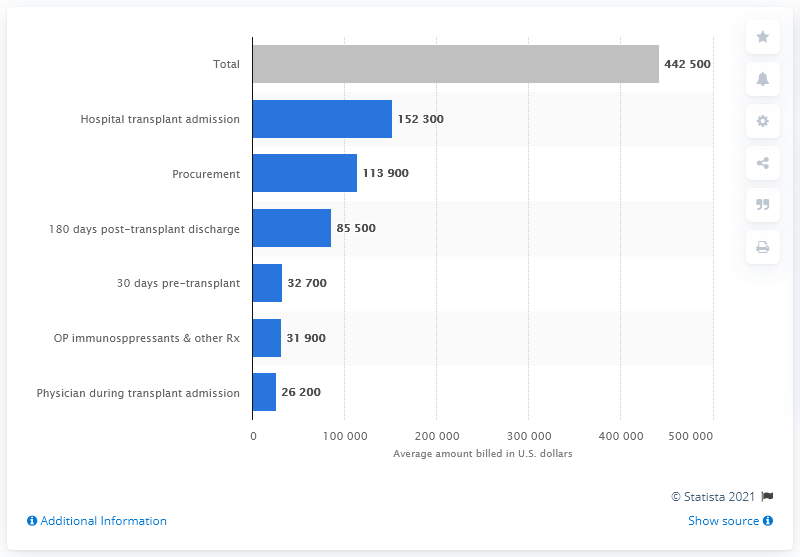 Total 442 500
Hospital transplant admission 152 300
Procurement 113 900
180 days post-transplant discharge 85 500
30 days pre-transplant 32 700
OP immunosppressants & other Rx 31 900
Physician during transplant admission 26 200
0 100 000 200 000 300 000 400 000 500 000
Average amount billed in U.S. dollars
© Statista 2021
Additional Information Show source